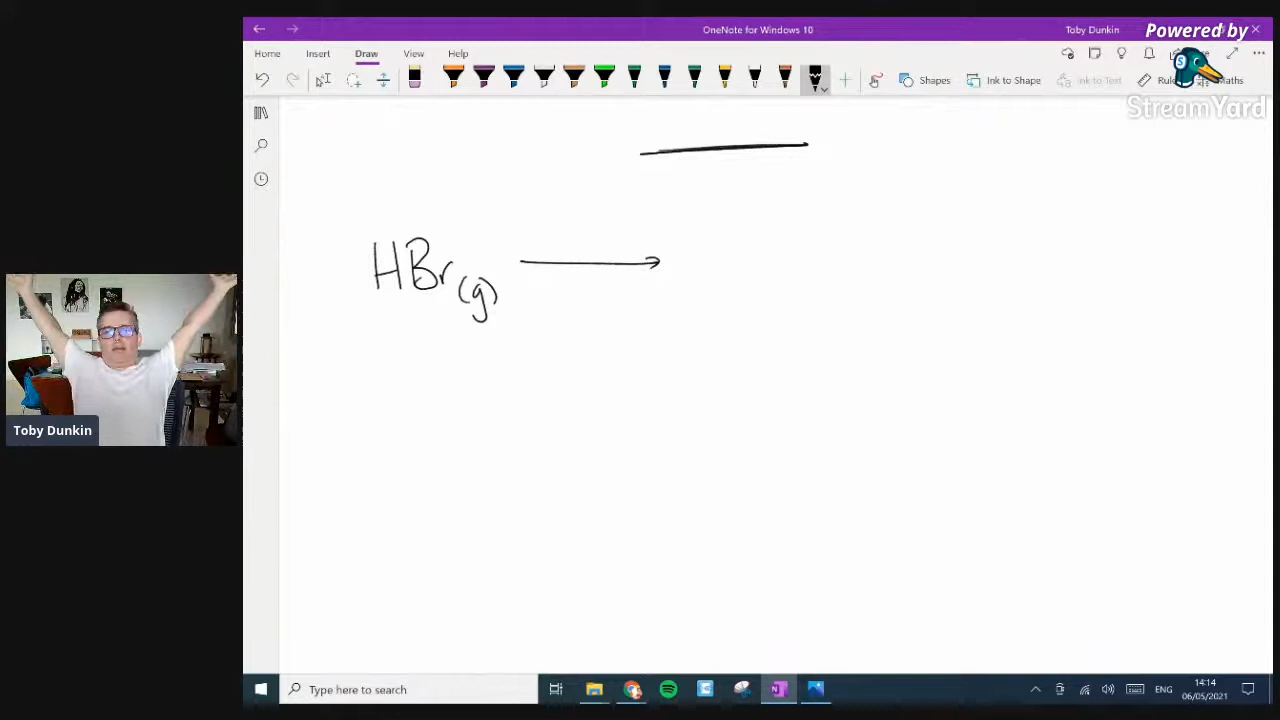 OneNote for Windows 10
Toby Dunkin
Powered by
StreamYard
Home Insert Draw View Help
Shapes Ink to Shape Ink to Text Maths
HBr(g) →
Toby Dunkin
Type here to search
ENG
14:14
06/05/2021